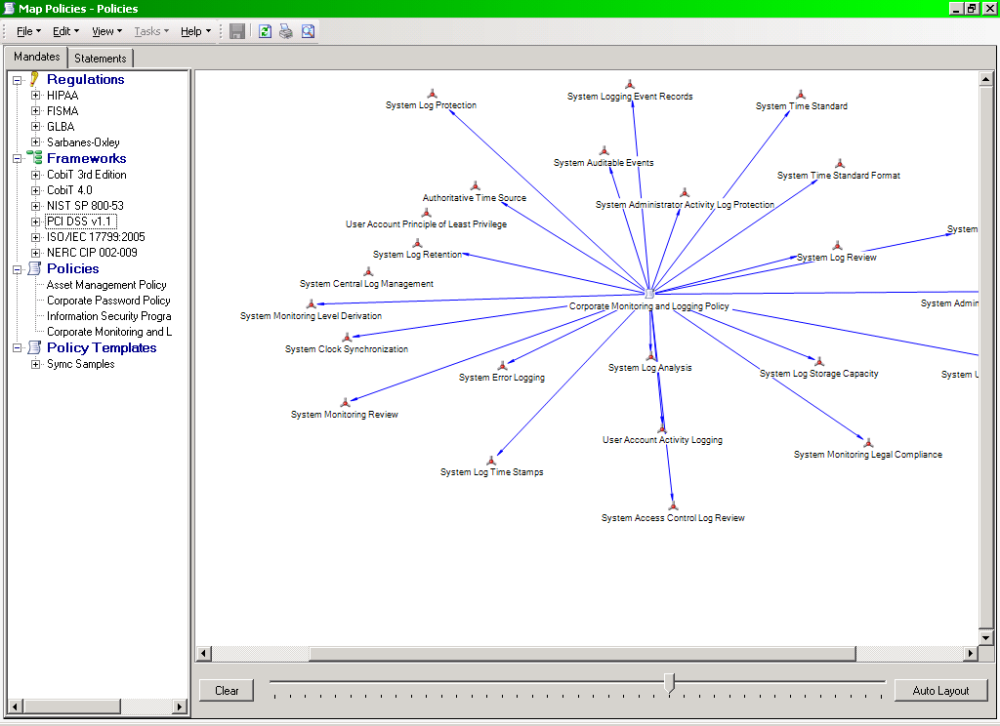 Map Policies - Policies
File Edit View Tasks Help
Mandates Statements
Regulations
HIPAA
FISMA
GLBA
Sarbanes-Oxley
Frameworks
CobiT 3rd Edition
CobiT 4.0
NIST SP 800-53
PCI DSS v1.1
ISO/IEC 17799:2005
NERC CIP 002-009
Policies
Asset Management Policy
Corporate Password Policy
Information Security Progra
Corporate Monitoring and L
Policy Templates
Symc Samples
System Logging Event Records
System Log Protection
System Time Standard
System Auditable Events
System Time Standard Format
Authoritative Time Source
System Administrator Activity Log Protection
User Account Principle of Least Privilege
System
System Log Retention
System Log Review
System Central Log Management
System Admin
Corporate Monitoring and Logging Policy
System Monitoring Level Derivation
System Clock Synchronization
System Log Analysis
System Error Logging
System Log Storage Capacity
System U
System Monitoring Review
User Account Activity Logging
System Monitoring Legal Compliance
System Log Time Stamps
System Access Control Log Review
Clear
Auto Layout